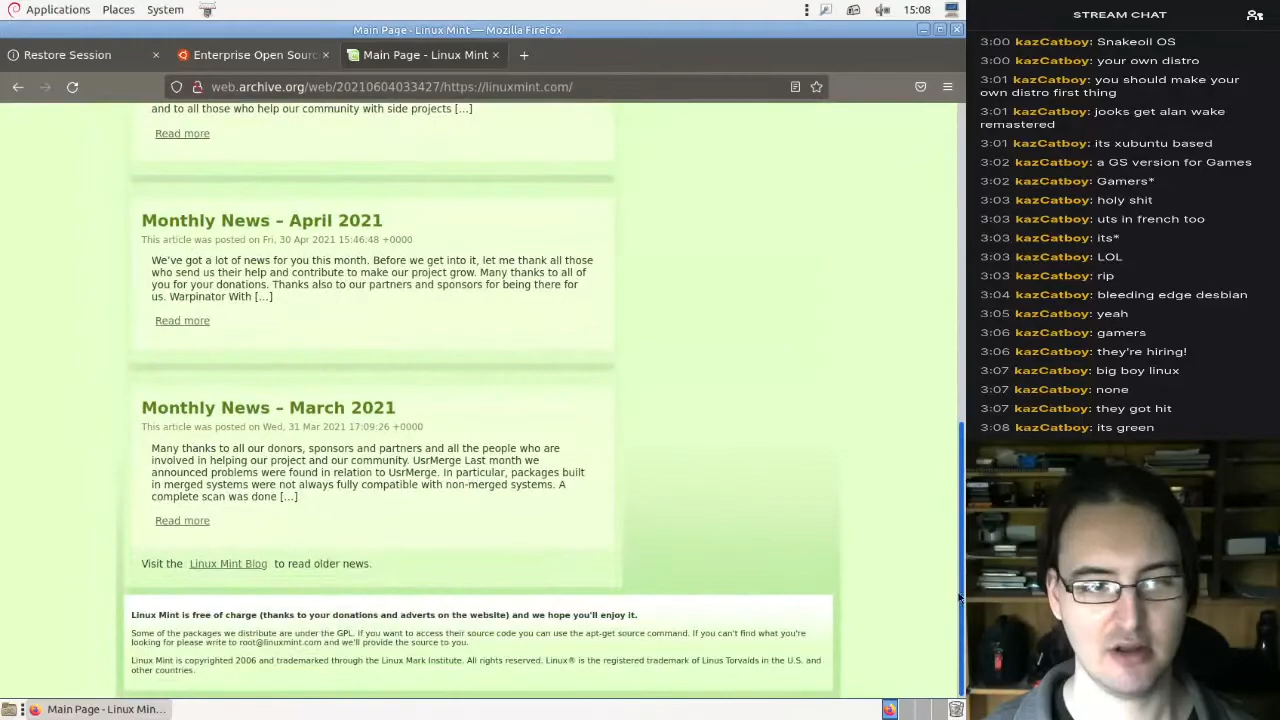 Applications Places System
15:08
Main Page - Linux Mint — Mozilla Firefox
Restore Session
Enterprise Open Sourc
Main Page - Linux Mint
web.archive.org/web/20210604033427/https://linuxmint.com/
and to all those who help our community with side projects […]
Read more
Monthly News – April 2021
This article was posted on Fri, 30 Apr 2021 15:46:48 +0000
We've got a lot of news for you this month. Before we get into it, let me thank all those
who send us their help and contribute to make our project grow. Many thanks to all of
you for your donations. Thanks also to our partners and sponsors for being there for
us. Warpinator With […]
Read more
Monthly News – March 2021
This article was posted on Wed, 31 Mar 2021 17:09:26 +0000
Many thanks to all our donors, sponsors and partners and all the people who are
involved in helping our project and our community. UsrMerge Last month we
announced problems were found in relation to UsrMerge. In particular, packages built
in merged systems were not always fully compatible with non-merged systems. A
complete scan was done […]
Read more
Visit the Linux Mint Blog to read older news.
Linux Mint is free of charge (thanks to your donations and adverts on the website) and we hope you'll enjoy it.
Some of the packages we distribute are under the GPL. If you want to access their source code you can use the apt-get source command. If you can't find what you're
looking for please write to root@linuxmint.com and we'll provide the source to you.
Linux Mint is copyrighted 2006 and trademarked through the Linux Mark Institute. All rights reserved. Linux® is the registered trademark of Linus Torvalds in the U.S. and
other countries.
Main Page - Linux Min...
STREAM CHAT
3:00 kazCatboy: Snakeoil OS
3:00 kazCatboy: your own distro
3:01 kazCatboy: you should make your
own distro first thing
3:01 kazCatboy: jooks get alan wake
remastered
3:01 kazCatboy: its xubuntu based
3:02 kazCatboy: a GS version for Games
3:02 kazCatboy: Gamers*
3:03 kazCatboy: holy shit
3:03 kazCatboy: uts in french too
3:03 kazCatboy: its*
3:03 kazCatboy: LOL
3:03 kazCatboy: rip
3:04 kazCatboy: bleeding edge desbian
3:05 kazCatboy: yeah
3:06 kazCatboy: gamers
3:06 kazCatboy: they're hiring!
3:07 kazCatboy: big boy linux
3:07 kazCatboy: none
3:07 kazCatboy: they got hit
3:08 kazCatboy: its green